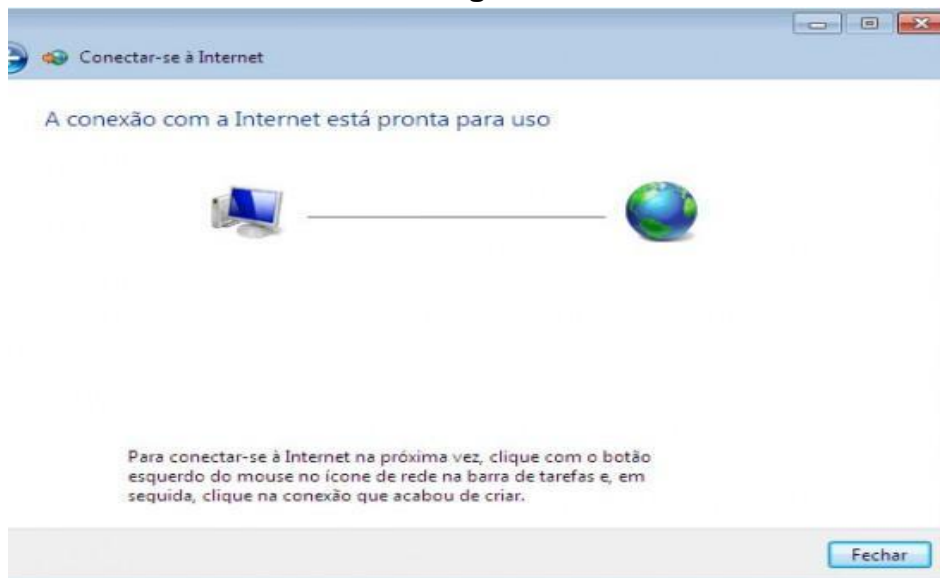 Conectar-se à Internet
A conexão com a Internet está pronta para uso
Para conectar-se à Internet na próxima vez, clique com o botão
esquerdo do mouse no ícone de rede na barra de tarefas e, em
seguida, clique na conexão que acabou de criar.
Fechar